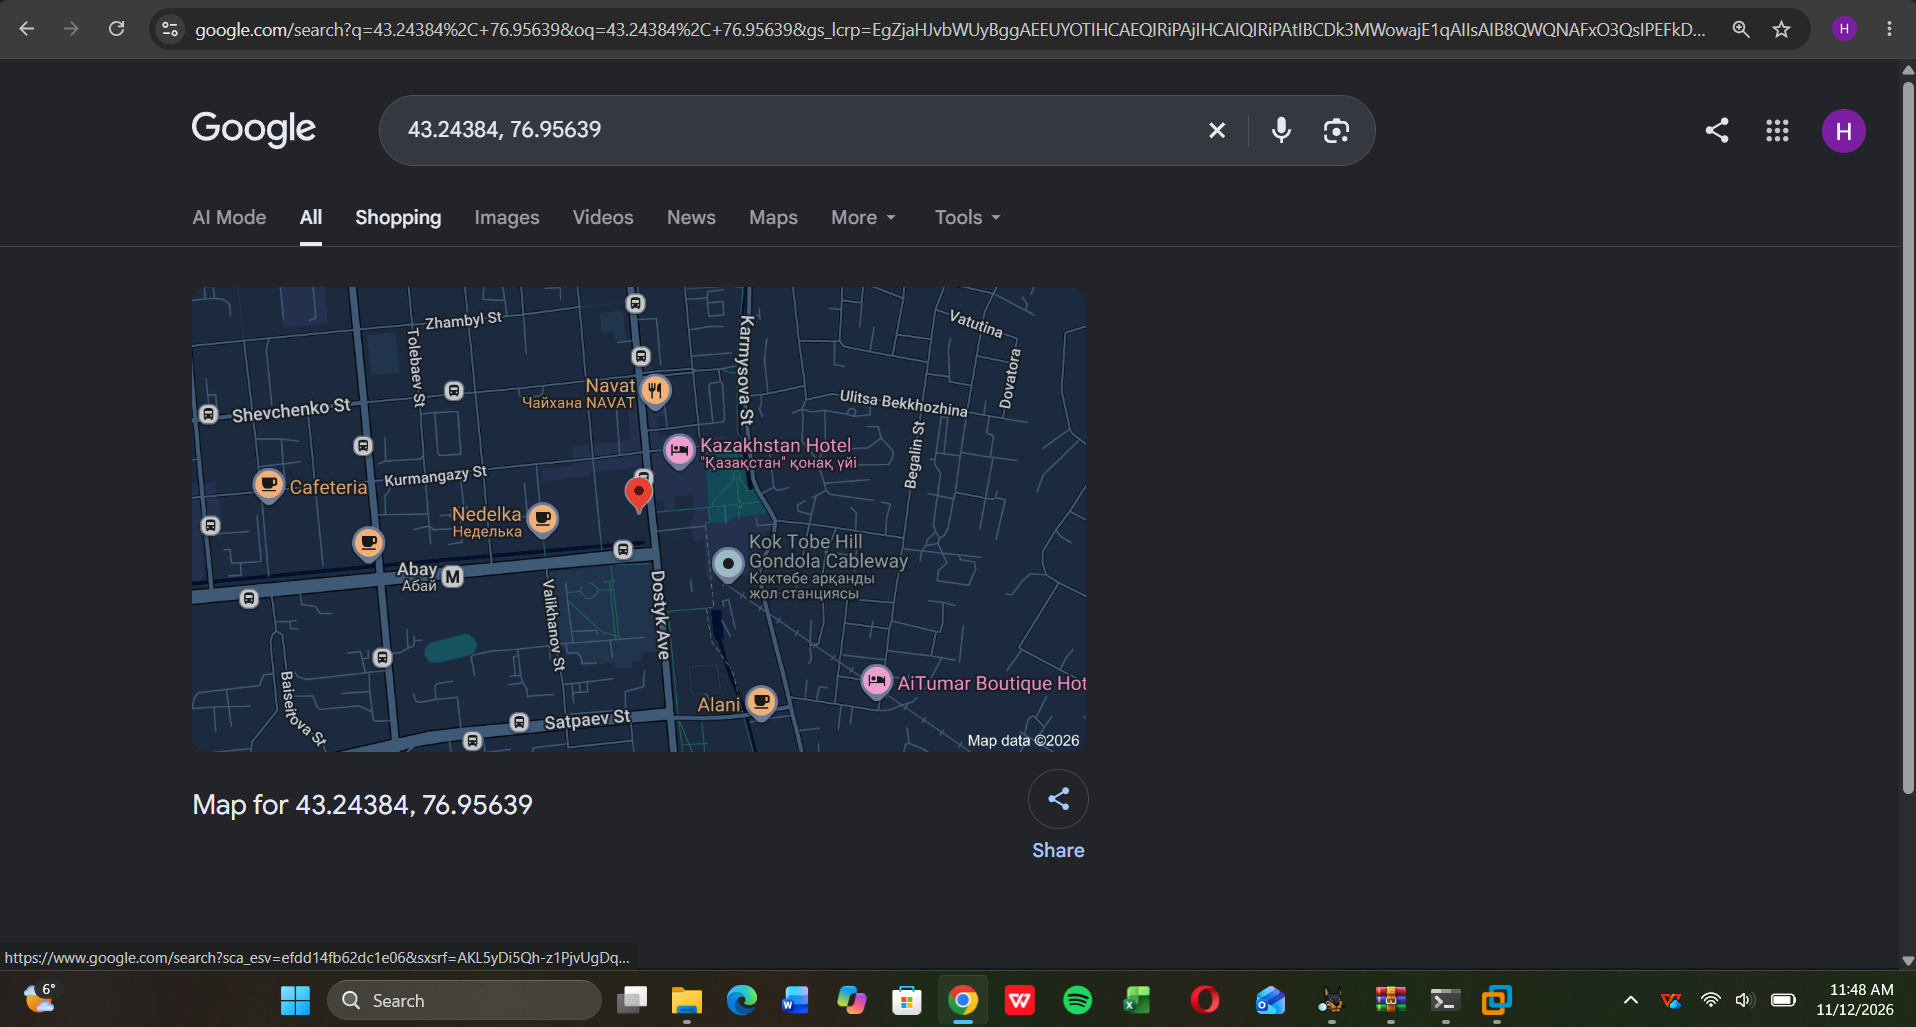 google.com/search?q=43.24384%2C+76.95639&oq=43.24384%2C+76.95639&gs_lcrp=EgZjaHJvbWUyBggAEEUYOTIHCAEQIRiPAjIHCAIQIRiPAtIBCDk3MWowajE1qAIIsAIB8QWQNAFxO3QsIPEFkD...
H
Google
43.24384, 76.95639
H
AI Mode
All
Shopping
Images
Videos
News
Maps
More
Tools
Zhambyl St
Tolebaev St
Karmysova St
Vatutina
Dovatora
Navat
Чайхана NAVAT
Shevchenko St
Ulitsa Bekkhozhina
Begalin St
Kazakhstan Hotel
"Қазақстан" қонақ үйі
Kurmangazy St
Cafeteria
Nedelka
Неделька
Kok Tobe Hill
Gondola Cableway
Көктөбе арқанды
жол станциясы
Abay
Абай
M
Valikhanov St
Dostyk Ave
Baiseitova St
Satpaev St
Alani
AiTumar Boutique Hot
Map data ©2026
Map for 43.24384, 76.95639
Share
https://www.google.com/search?sca_esv=efdd14fb62dc1e06&sxsrf=AKL5yDi5Qh-z1PjvUgDq...
6°
Search
11:48 AM
11/12/2026